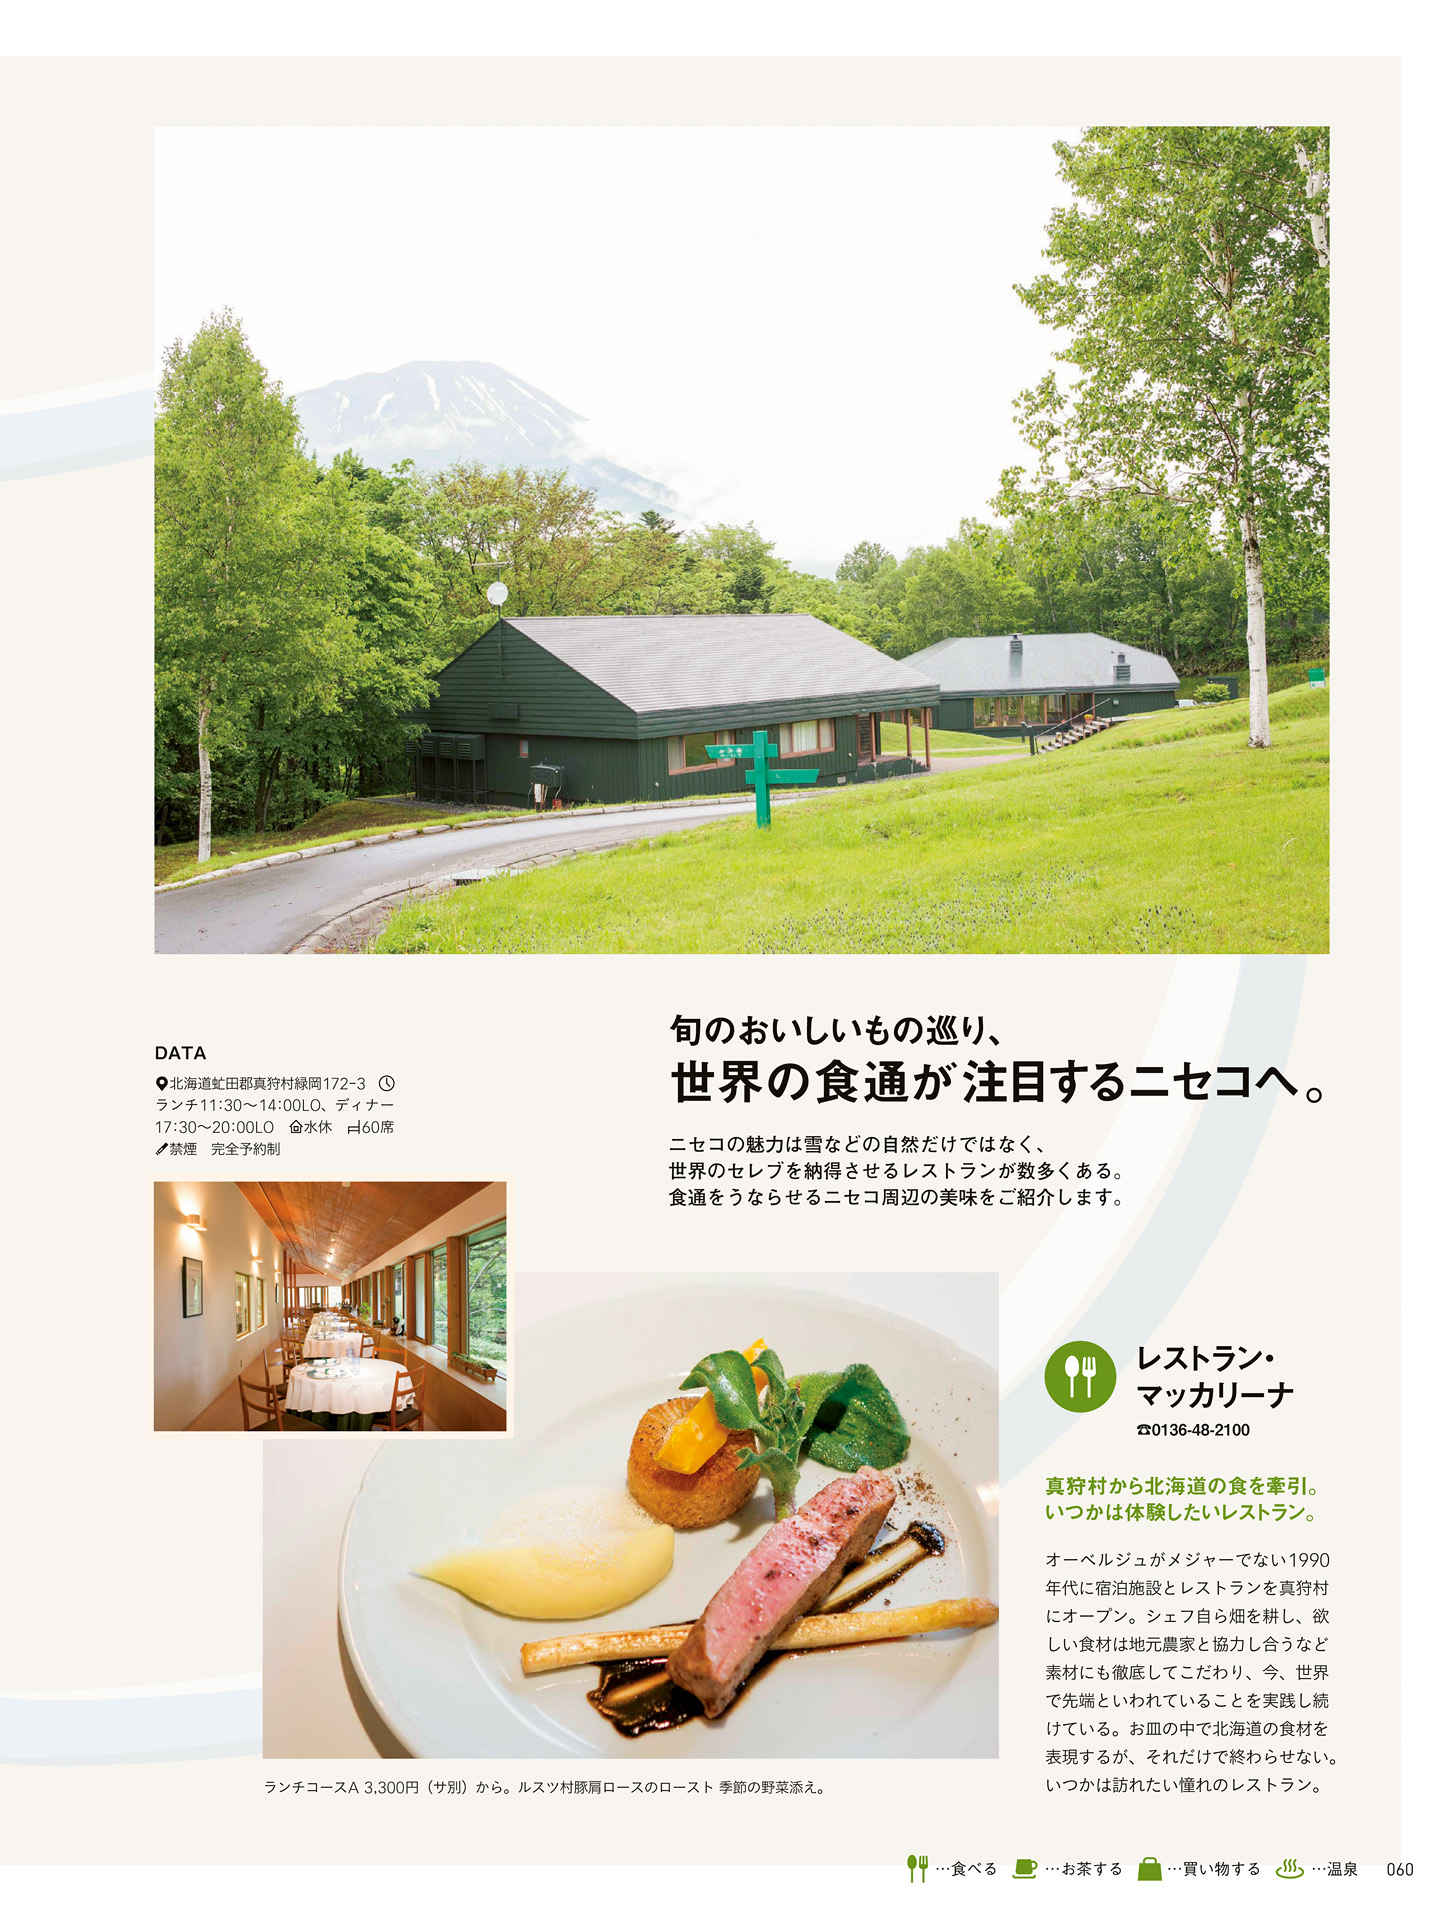 旬のおいしいもの巡り、
世界の食通が注目するニセコへ。
ニセコの魅力は雪などの自然だけではなく、
世界のセレブを納得させるレストランが数多くある。
食通をうならせるニセコ周辺の美味をご紹介します。
DATA
北海道虻田郡真狩村緑岡172-3
ランチ11:30〜14:00LO、ディナー
17:30〜20:00LO 水休 60席
禁煙 完全予約制
レストラン・
マッカリーナ
☎0136-48-2100
真狩村から北海道の食を牽引。
いつかは体験したいレストラン。
オーベルジュがメジャーでない1990
年代に宿泊施設とレストランを真狩村
にオープン。シェフ自ら畑を耕し、欲
しい食材は地元農家と協力し合うなど
素材にも徹底してこだわり、今、世界
で先端といわれていることを実践し続
けている。お皿の中で北海道の食材を
表現するが、それだけで終わらせない。
いつかは訪れたい憧れのレストラン。
ランチコースA 3,300円（サ別）から。ルスツ村豚肩ロースのロースト 季節の野菜添え。
…食べる …お茶する …買い物する …温泉 060